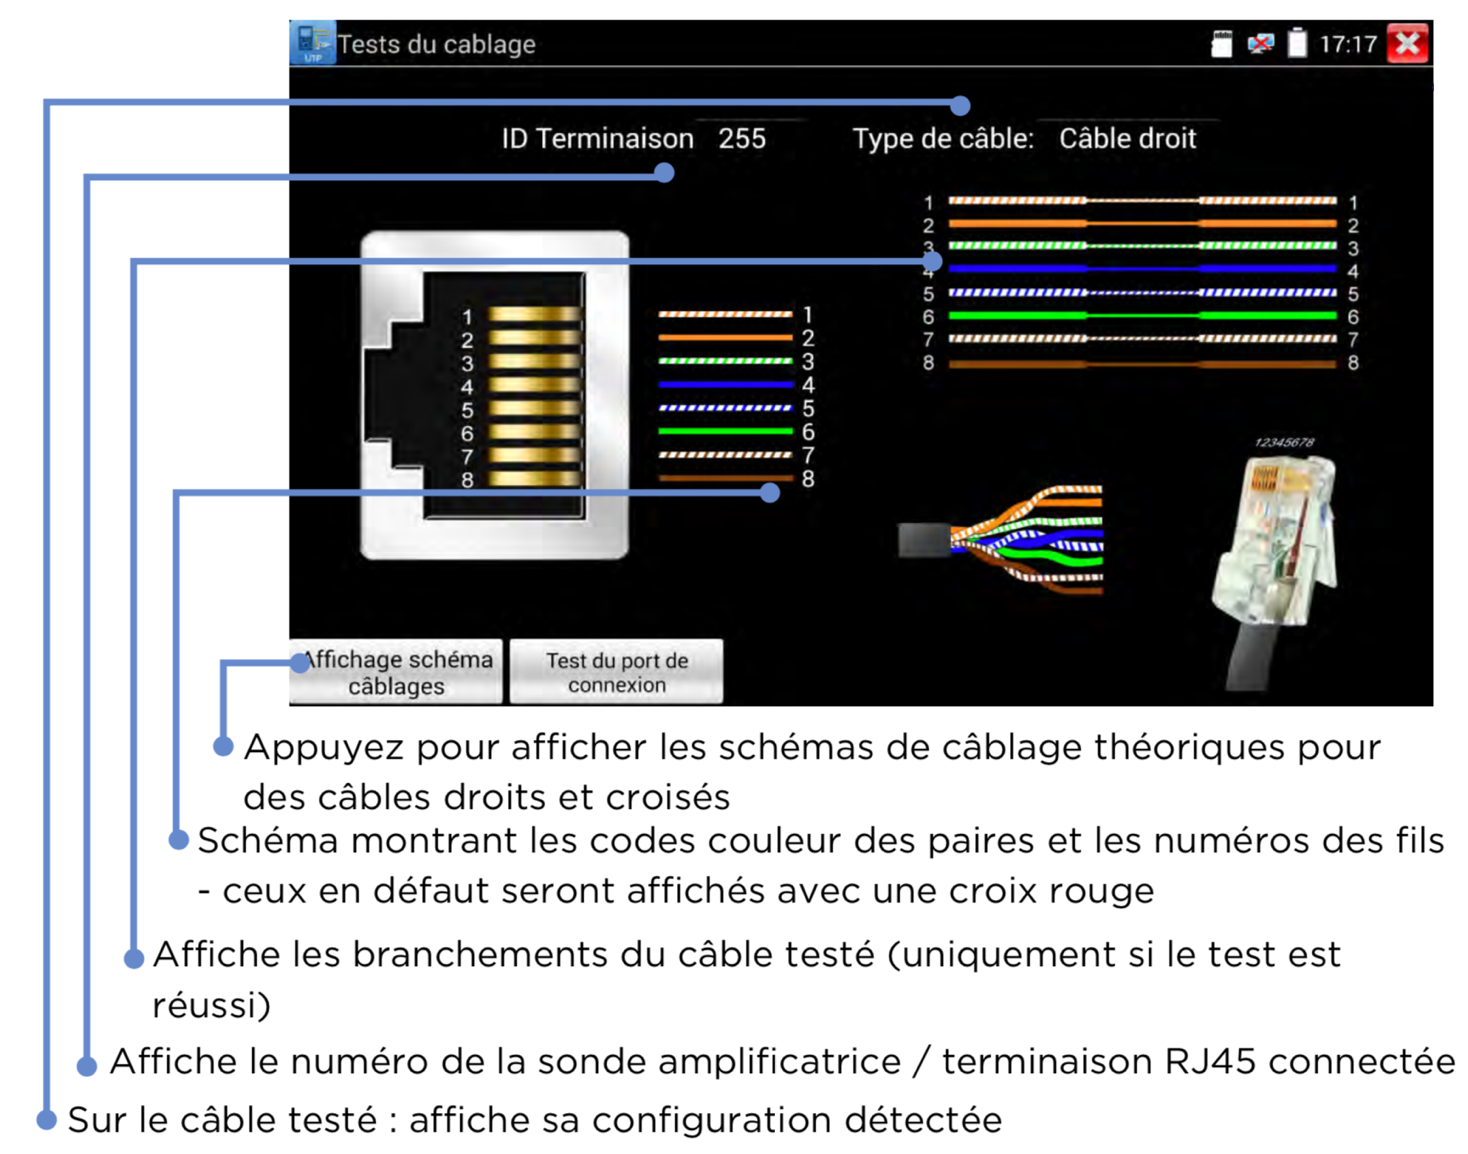 UTP
Tests du cablage
17:17
ID Terminaison 255
Type de câble: Câble droit
1 1
2 2
3 3
4 4
5 5
6 6
7 7
8 8
1 1
2 2
3 3
4 4
5 5
6 6
7 7
8 8
12345678
Affichage schéma
câblages
Test du port de
connexion
Appuyez pour afficher les schémas de câblage théoriques pour
des câbles droits et croisés
Schéma montrant les codes couleur des paires et les numéros des fils
- ceux en défaut seront affichés avec une croix rouge
Affiche les branchements du câble testé (uniquement si le test est
réussi)
Affiche le numéro de la sonde amplificatrice / terminaison RJ45 connectée
Sur le câble testé : affiche sa configuration détectée